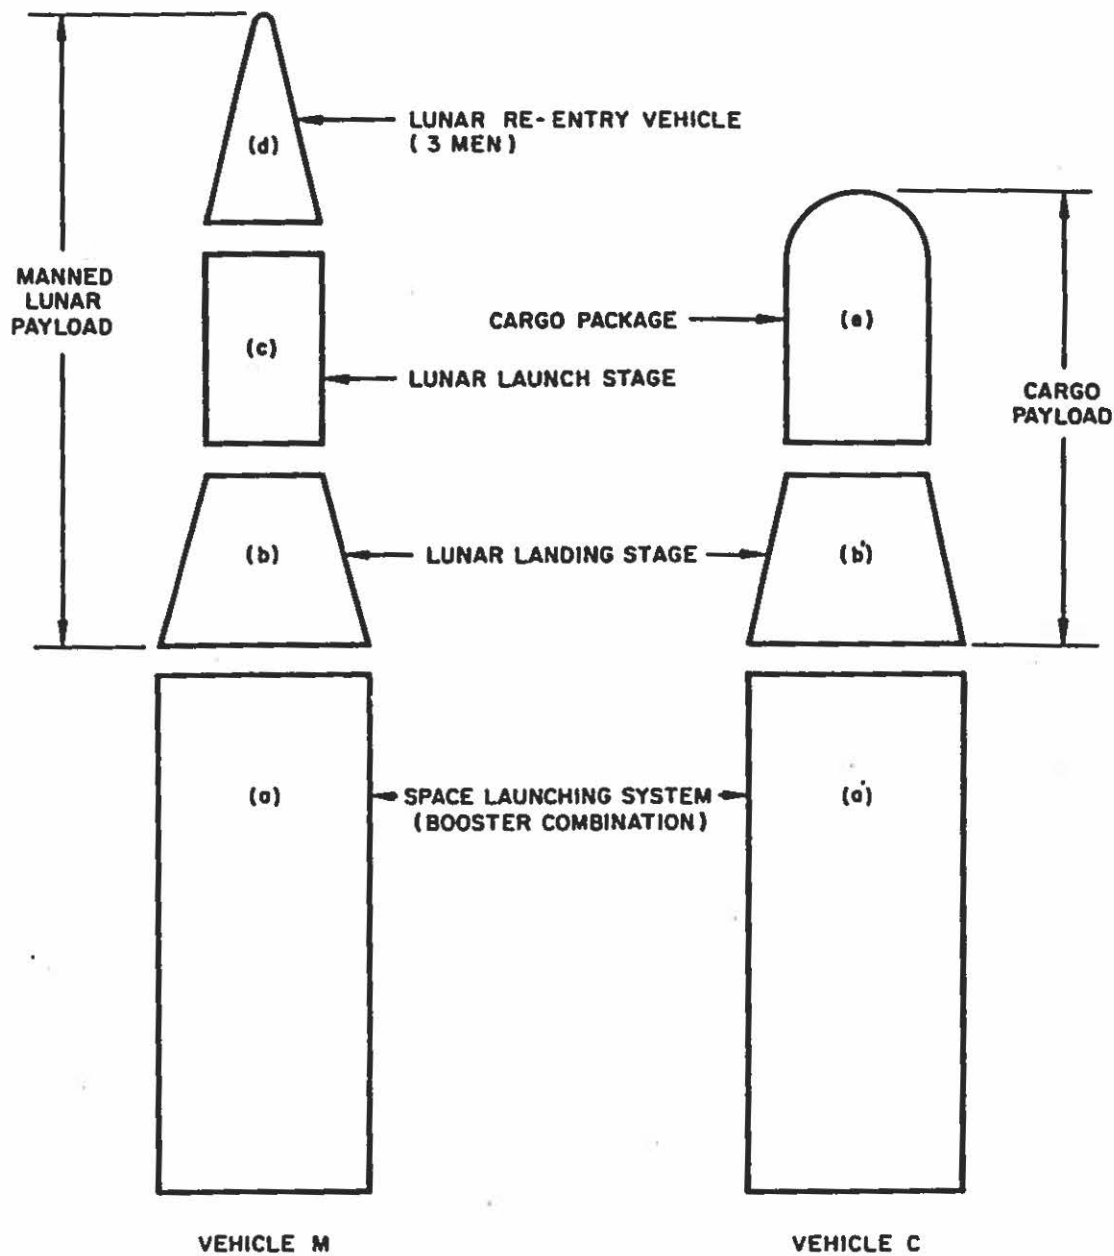 LUNAR RE-ENTRY VEHICLE
( 3 MEN)
(d)
MANNED
LUNAR
PAYLOAD
CARGO PACKAGE
(e)
(c)
LUNAR LAUNCH STAGE
CARGO
PAYLOAD
(b)
LUNAR LANDING STAGE
(b')
(a)
SPACE LAUNCHING SYSTEM
(BOOSTER COMBINATION)
(a')
VEHICLE M
VEHICLE C